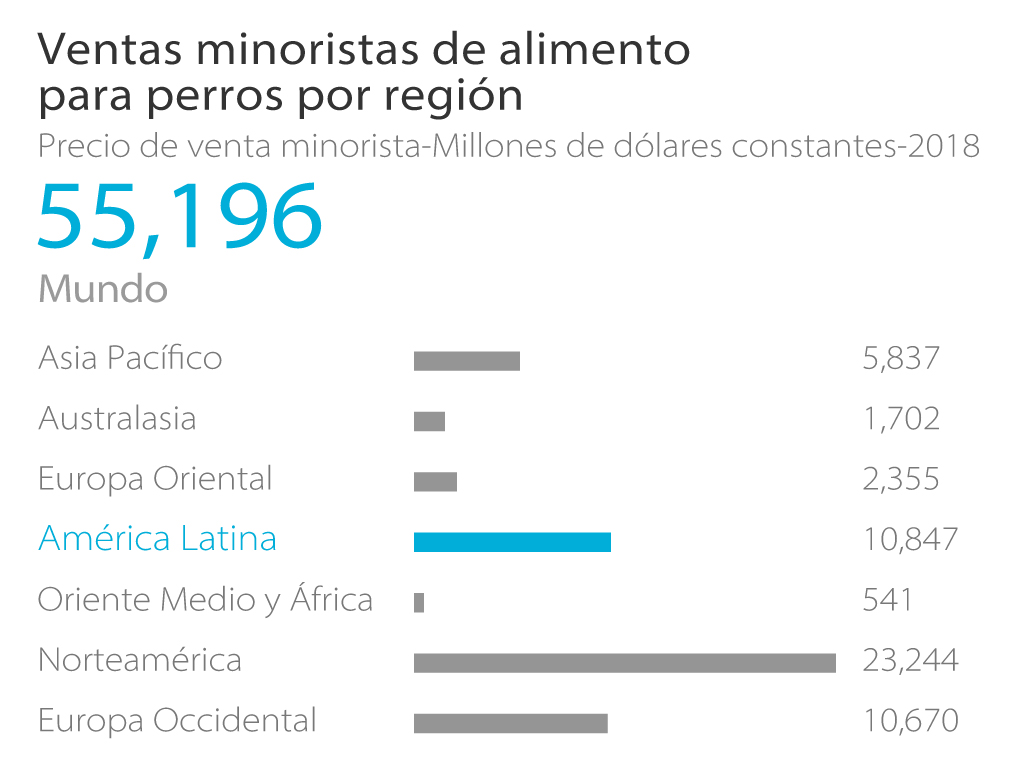 Ventas minoristas de alimento
para perros por región
Precio de venta minorista-Millones de dólares constantes-2018
55,196
Mundo
Asia Pacífico 5,837
Australasia 1,702
Europa Oriental 2,355
América Latina 10,847
Oriente Medio y África 541
Norteamérica 23,244
Europa Occidental 10,670